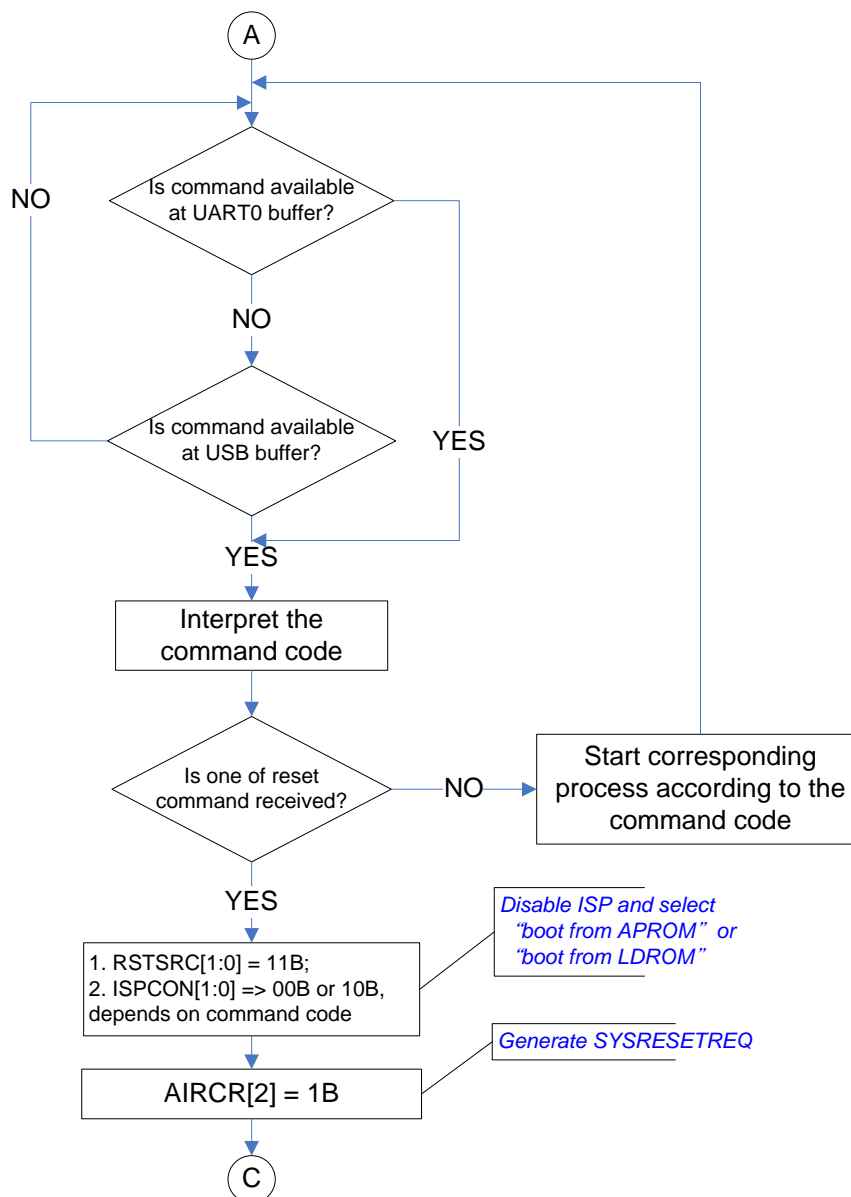 A
Is command available
at UART0 buffer?
NO
NO
Is command available
at USB buffer?
YES
YES
Interpret the
command code
Is one of reset
command received?
NO
Start corresponding
process according to the
command code
YES
Disable ISP and select
“boot from APROM” or
“boot from LDROM”
1. RSTSRC[1:0] = 11B;
2. ISPCON[1:0] => 00B or 10B,
depends on command code
Generate SYSRESETREQ
AIRCR[2] = 1B
C